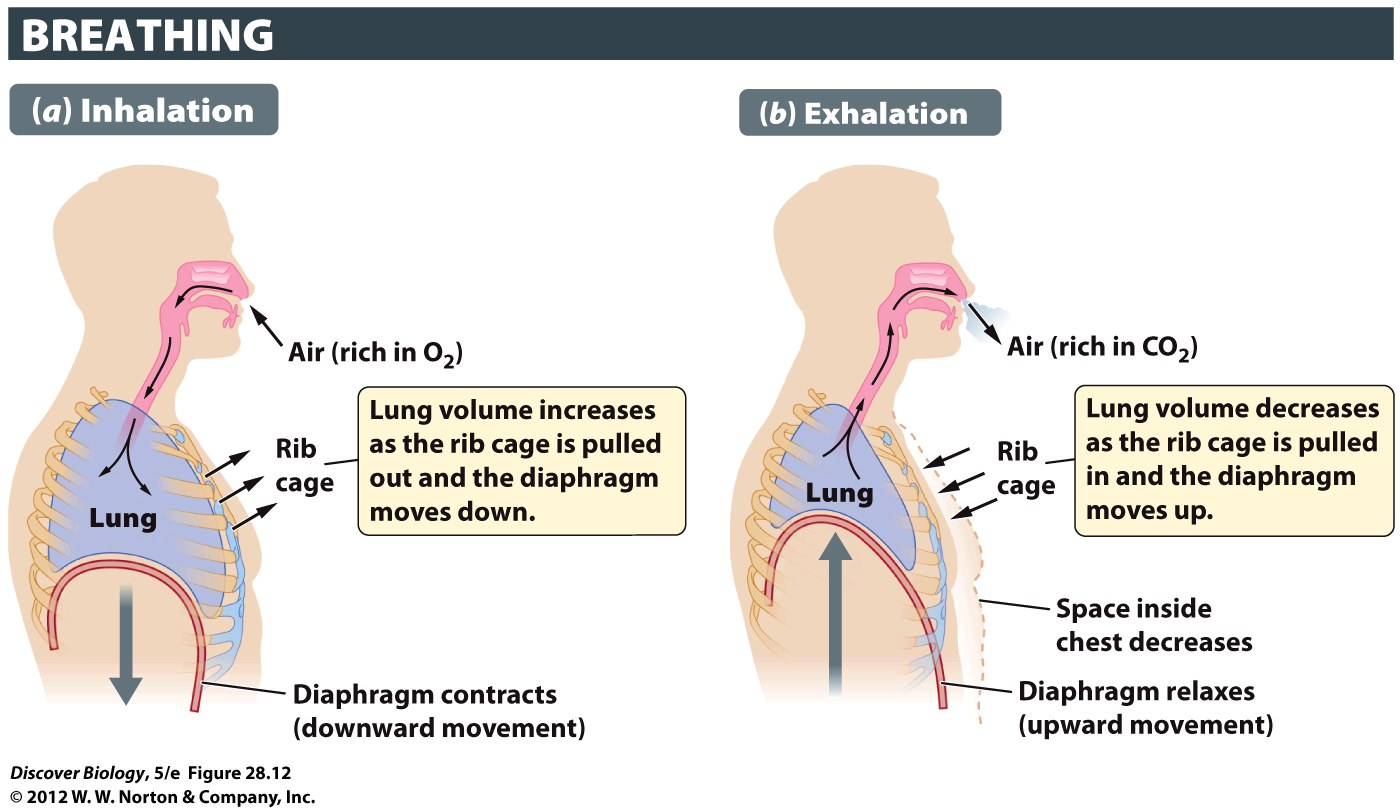 BREATHING
(a) Inhalation
Air (rich in O₂)
Rib
cage
Lung volume increases
as the rib cage is pulled
out and the diaphragm
moves down.
Lung
Diaphragm contracts
(downward movement)
(b) Exhalation
Air (rich in CO₂)
Rib
cage
Lung volume decreases
as the rib cage is pulled
in and the diaphragm
moves up.
Lung
Space inside
chest decreases
Diaphragm relaxes
(upward movement)
Discover Biology, 5/e Figure 28.12
© 2012 W. W. Norton & Company, Inc.